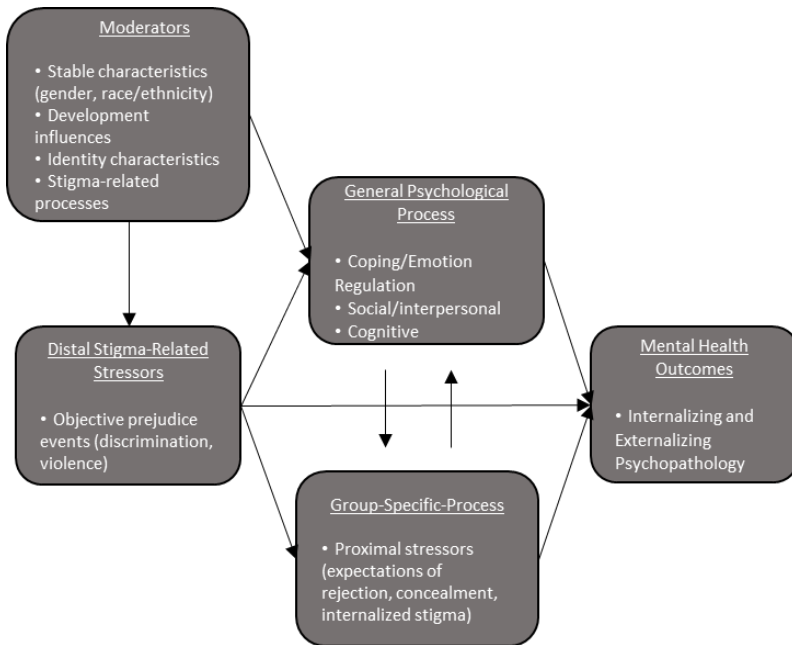 Moderators
• Stable characteristics
(gender, race/ethnicity)
• Development
influences
• Identity characteristics
• Stigma-related
processes
General Psychological
Process
• Coping/Emotion
Regulation
• Social/interpersonal
• Cognitive
Distal Stigma-Related
Stressors
• Objective prejudice
events (discrimination,
violence)
Mental Health
Outcomes
• Internalizing and
Externalizing
Psychopathology
Group-Specific-Process
• Proximal stressors
(expectations of
rejection, concealment,
internalized stigma)